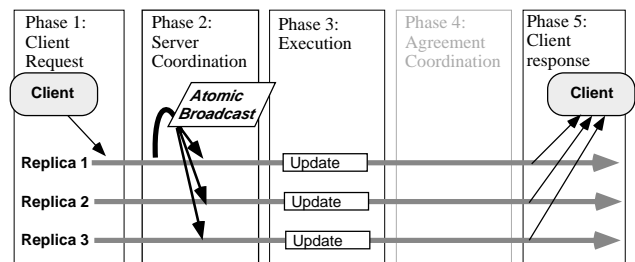 Phase 1:
Client
Request
Phase 2:
Server
Coordination
Phase 3:
Execution
Phase 4:
Agreement
Coordination
Phase 5:
Client
response
Client
Atomic
Broadcast
Client
Replica 1
Update
Replica 2
Update
Replica 3
Update